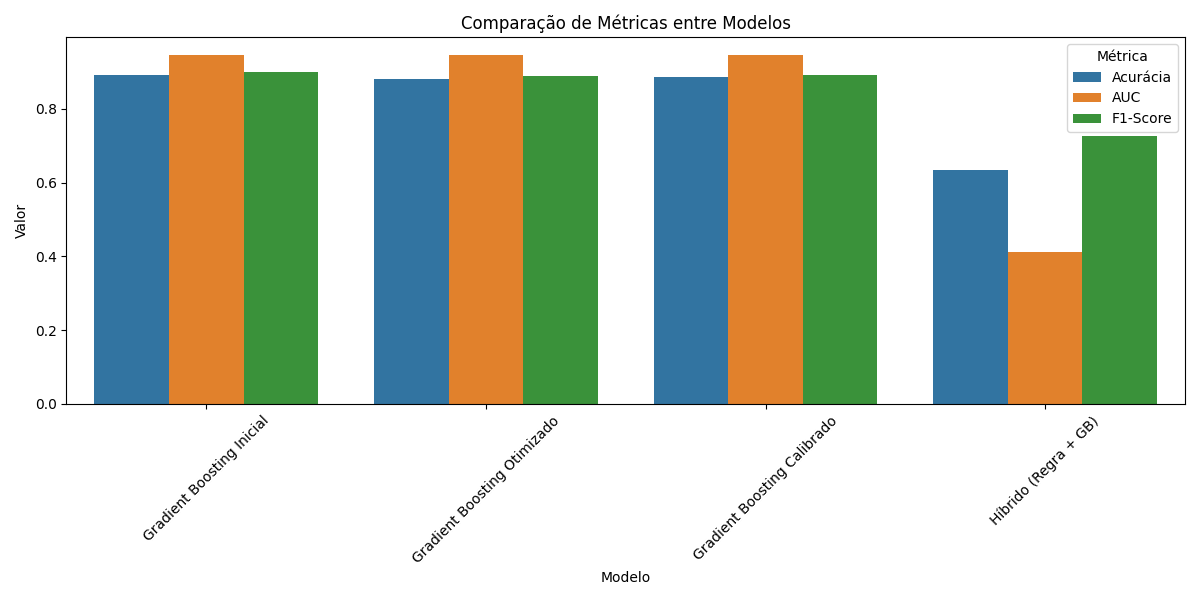 Comparação de Métricas entre Modelos
Métrica
Acurácia
AUC
F1-Score
Valor
0.8
0.6
0.4
0.2
0.0
Gradient Boosting Inicial
Gradient Boosting Otimizado
Gradient Boosting Calibrado
Híbrido (Regra + GB)
Modelo